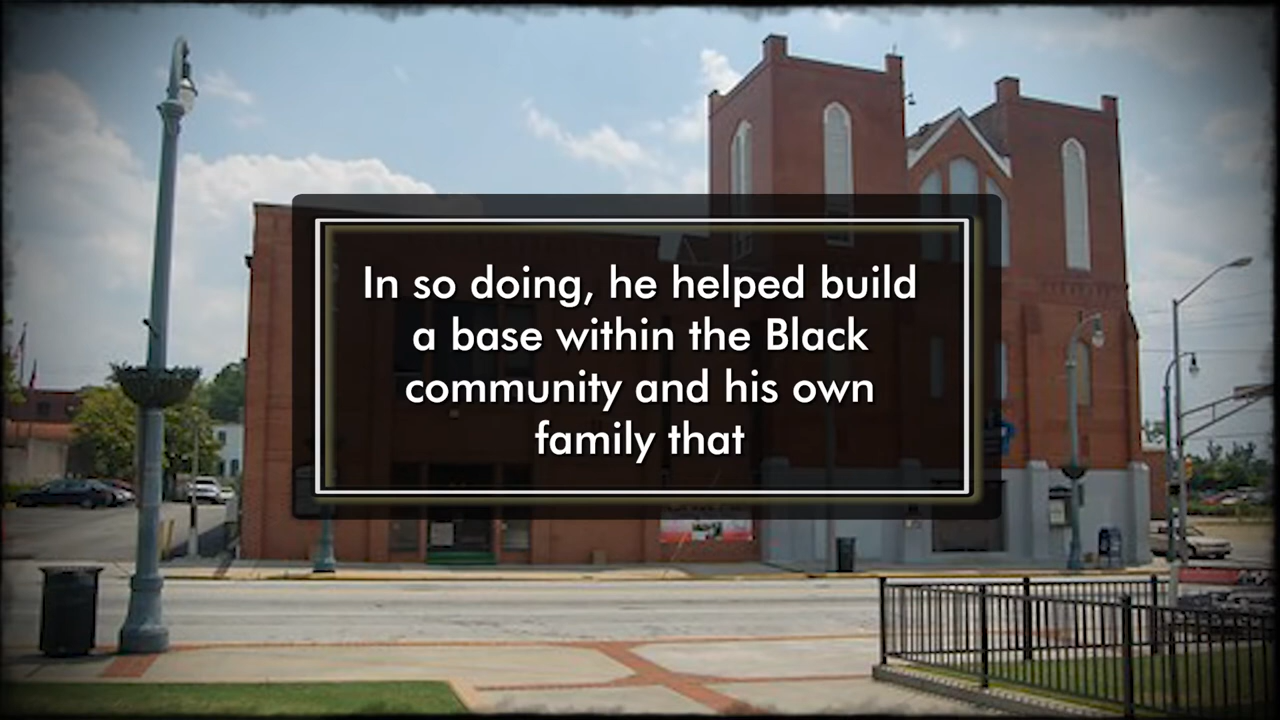 In so doing, he helped build
a base within the Black
community and his own
family that